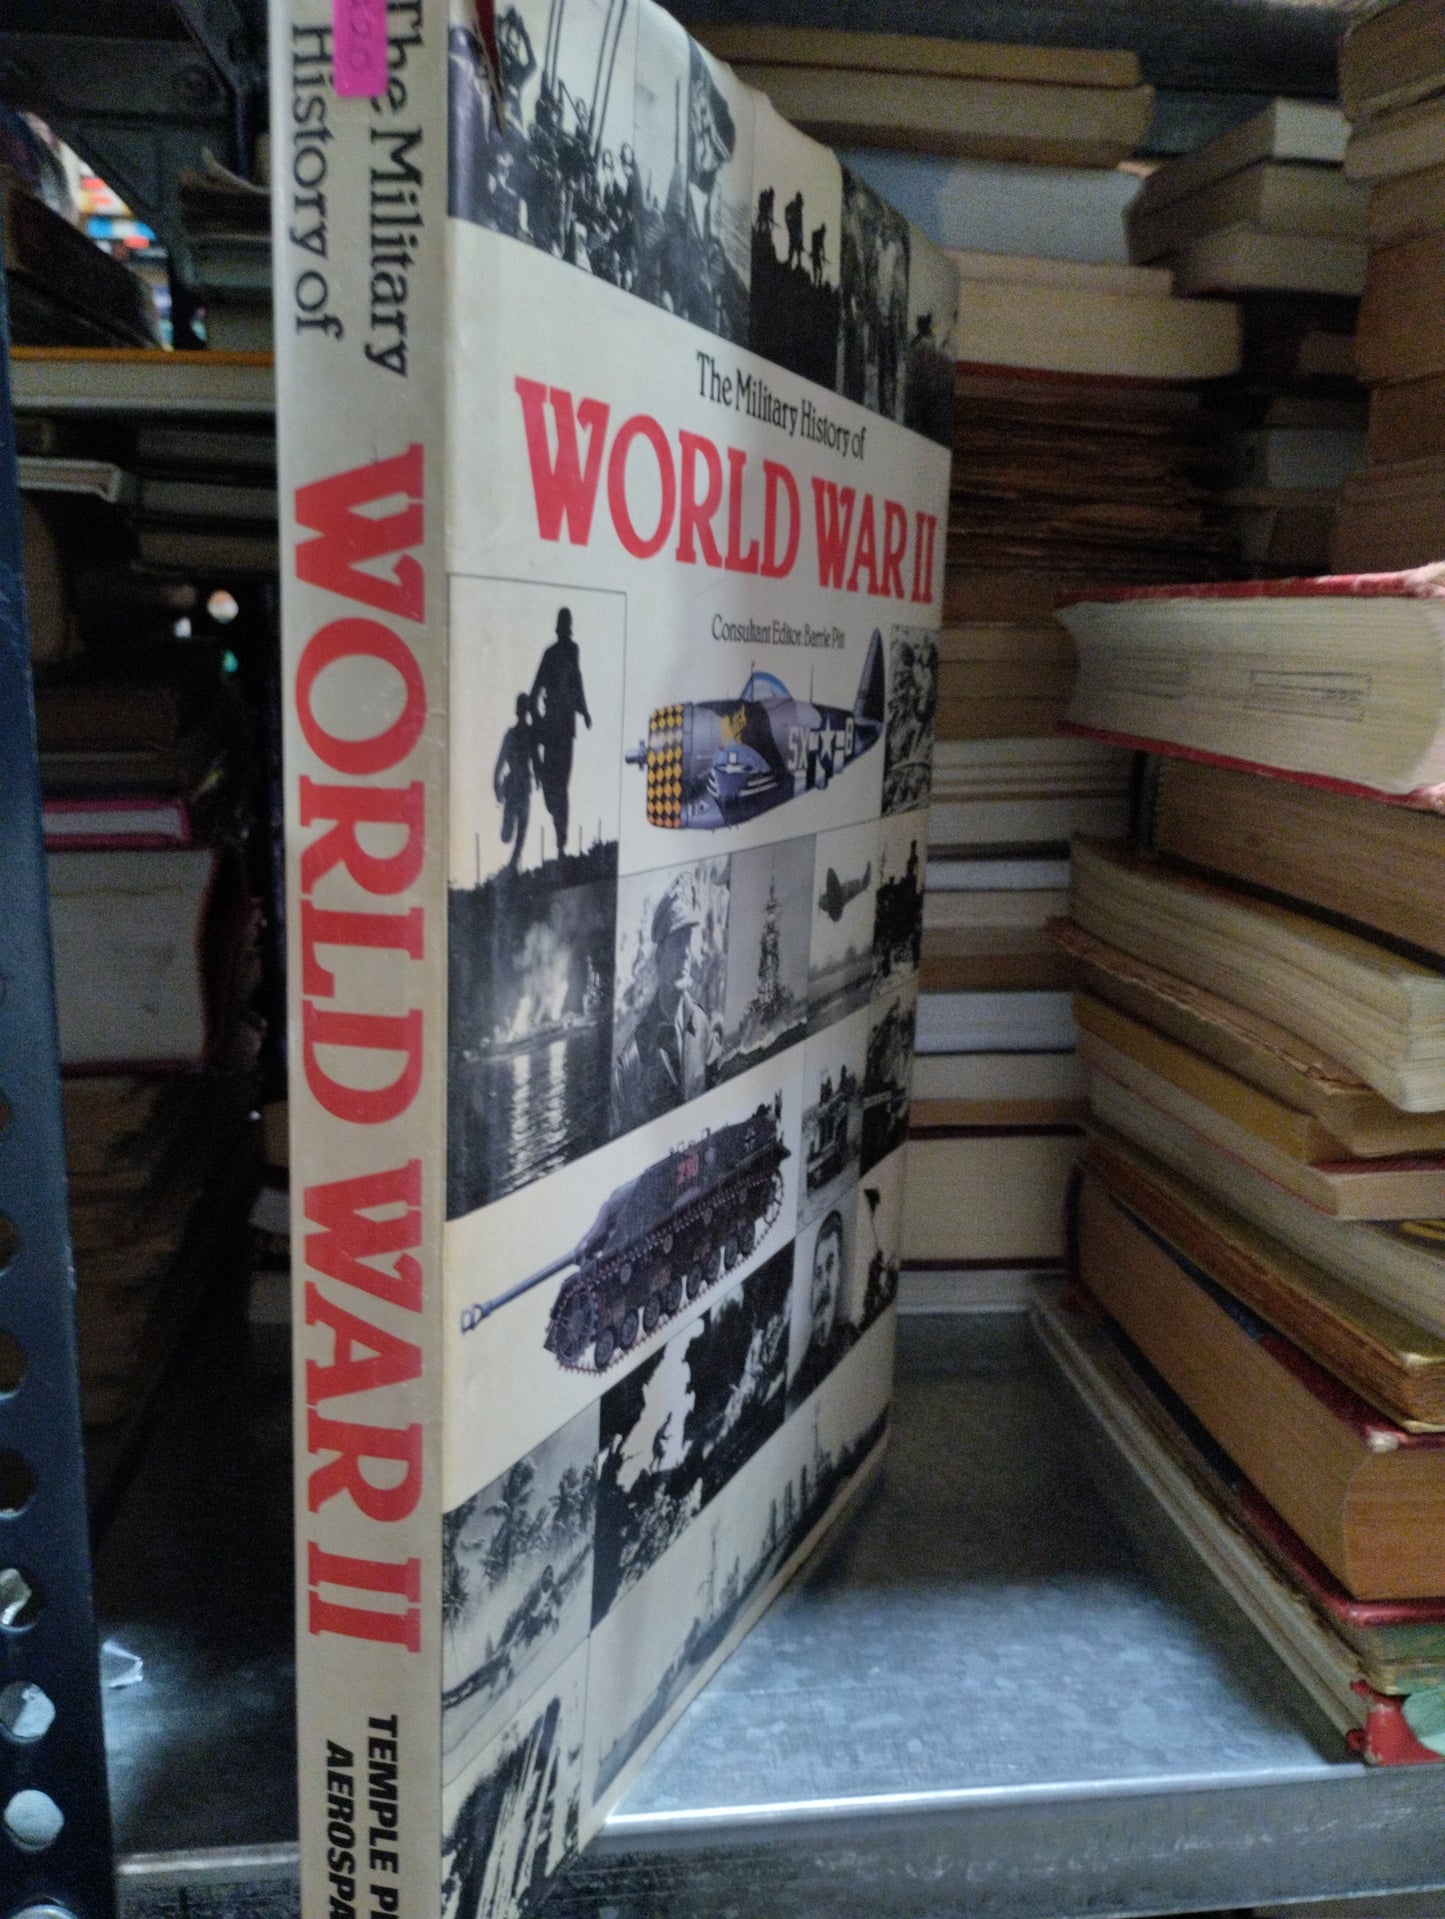 The Military
History of
WORLD WAR II
TEMPLE
The Military History of
WORLD WAR II
Consultant Editor: Barrie Pitt
SX
B